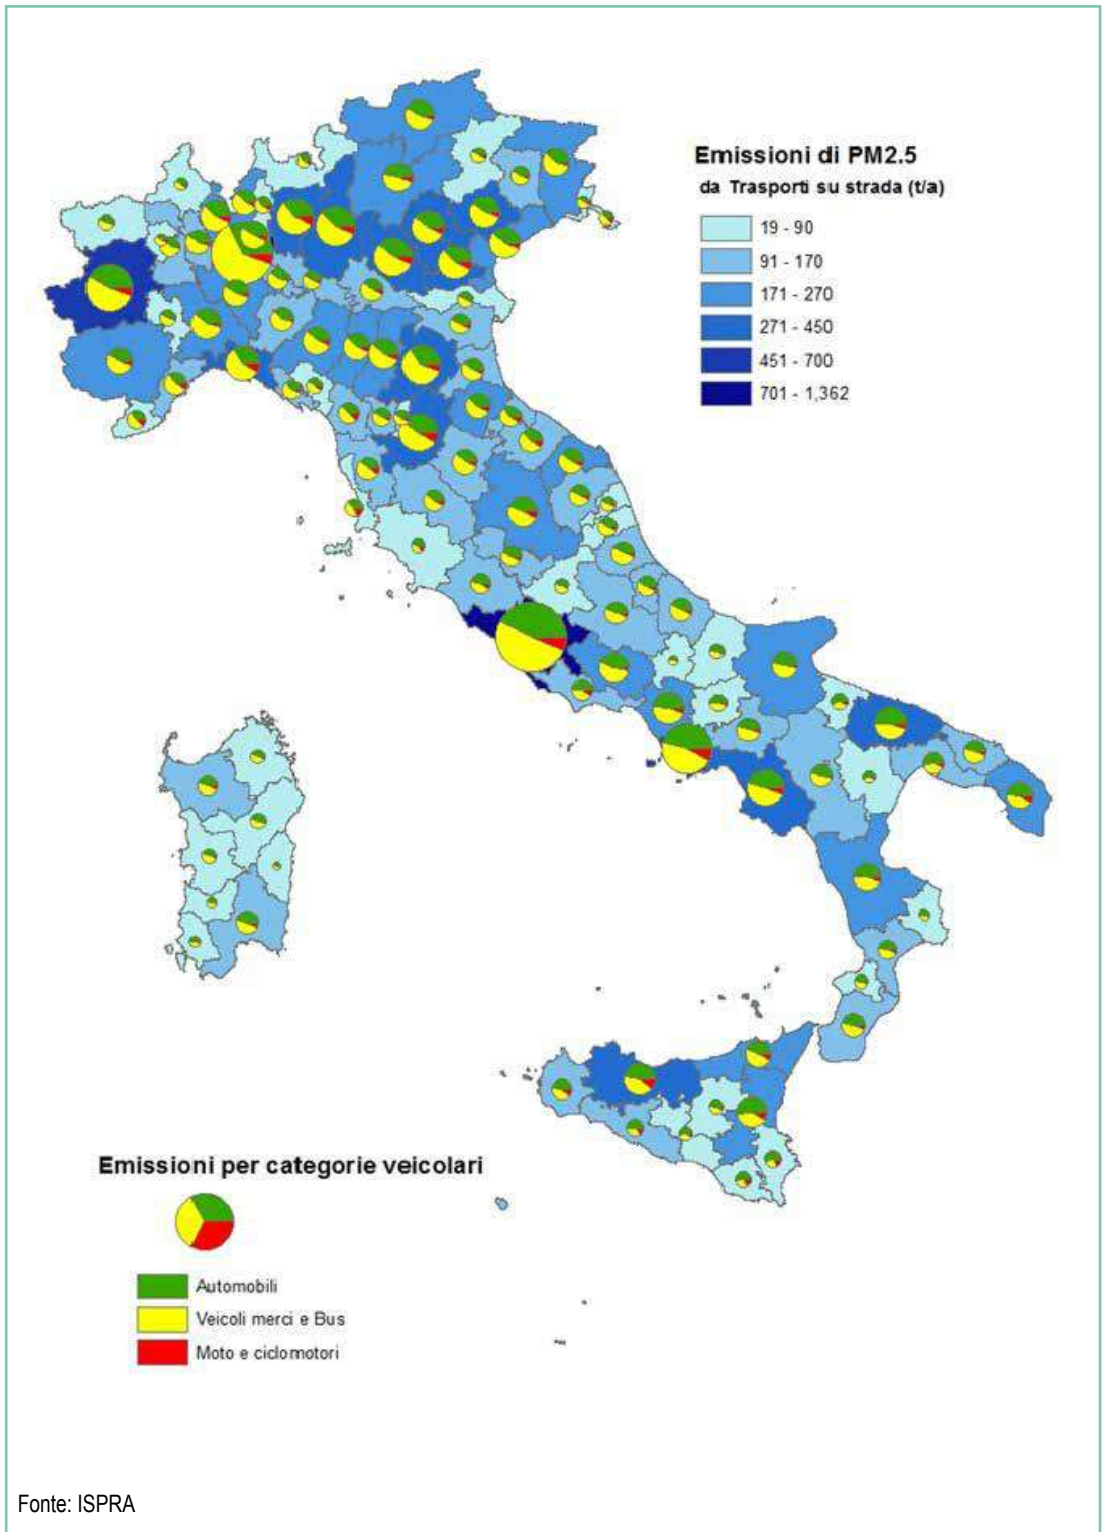 Emissioni di PM2.5
da Trasporti su strada (t/a)
19 - 90
91 - 170
171 - 270
271 - 450
451 - 700
701 - 1,362
Emissioni per categorie veicolari
Automobili
Veicoli merci e Bus
Moto e ciclomotori
Fonte: ISPRA